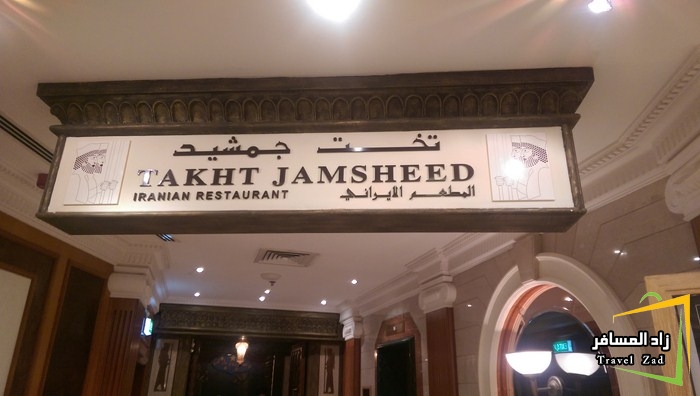 تخت جمشيد
TAKHT JAMSHEED
IRANIAN RESTAURANT المطعم الايراني
زاد المسافر
Travel Zad